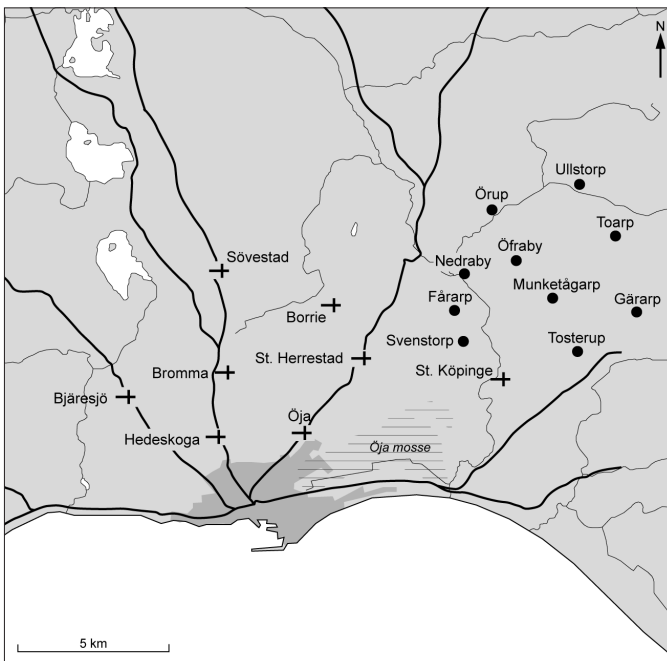 N
Ullstorp
Örup
Toarp
Sövestad
Öfraby
Nedraby
Munketågarp
Borrie
Fårarp
Gärarp
Svenstorp
St. Herrestad
Tosterup
Bromma
St. Köpinge
Bjäresjö
Öja
Hedeskoga
Öja mosse
5 km